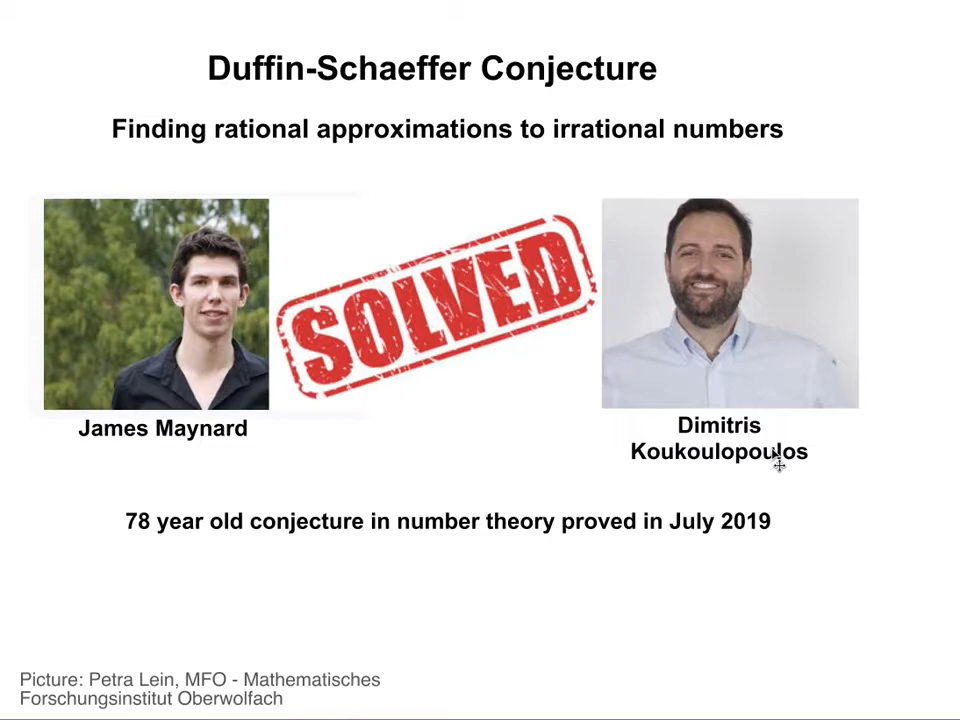 Duffin-Schaeffer Conjecture
Finding rational approximations to irrational numbers
SOLVED
James Maynard
Dimitris
Koukoulopoulos
78 year old conjecture in number theory proved in July 2019
Picture: Petra Lein, MFO - Mathematisches
Forschungsinstitut Oberwolfach